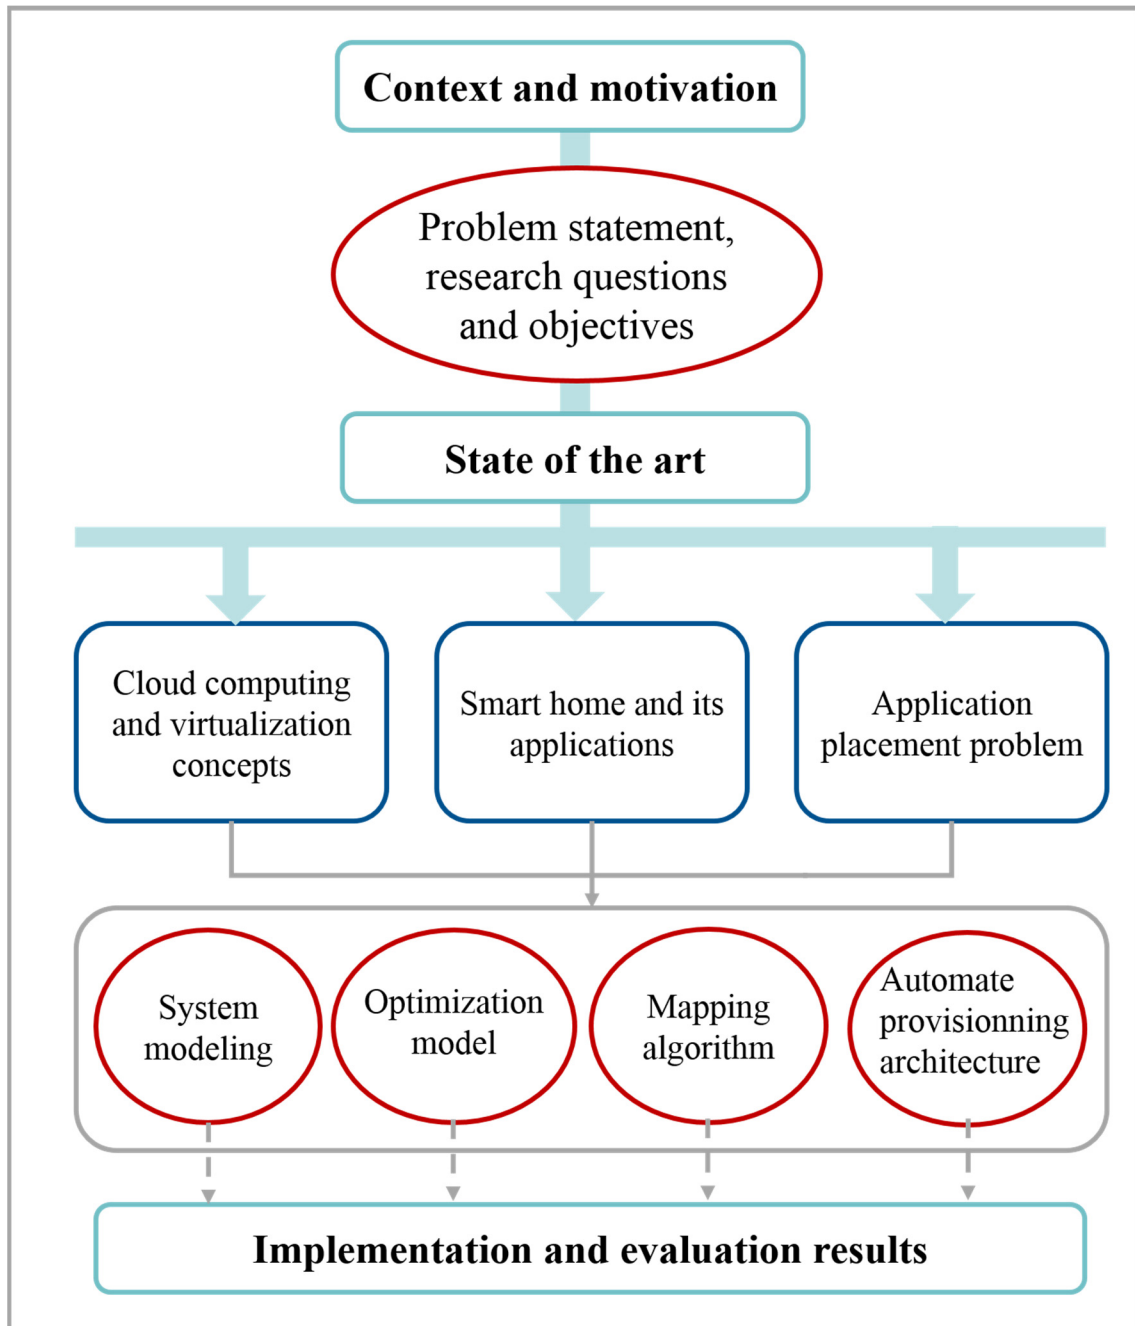 Context and motivation
Problem statement,
research questions
and objectives
State of the art
Cloud computing
and virtualization
concepts
Smart home and its
applications
Application
placement problem
System
modeling
Optimization
model
Mapping
algorithm
Automate
provisionning
architecture
Implementation and evaluation results